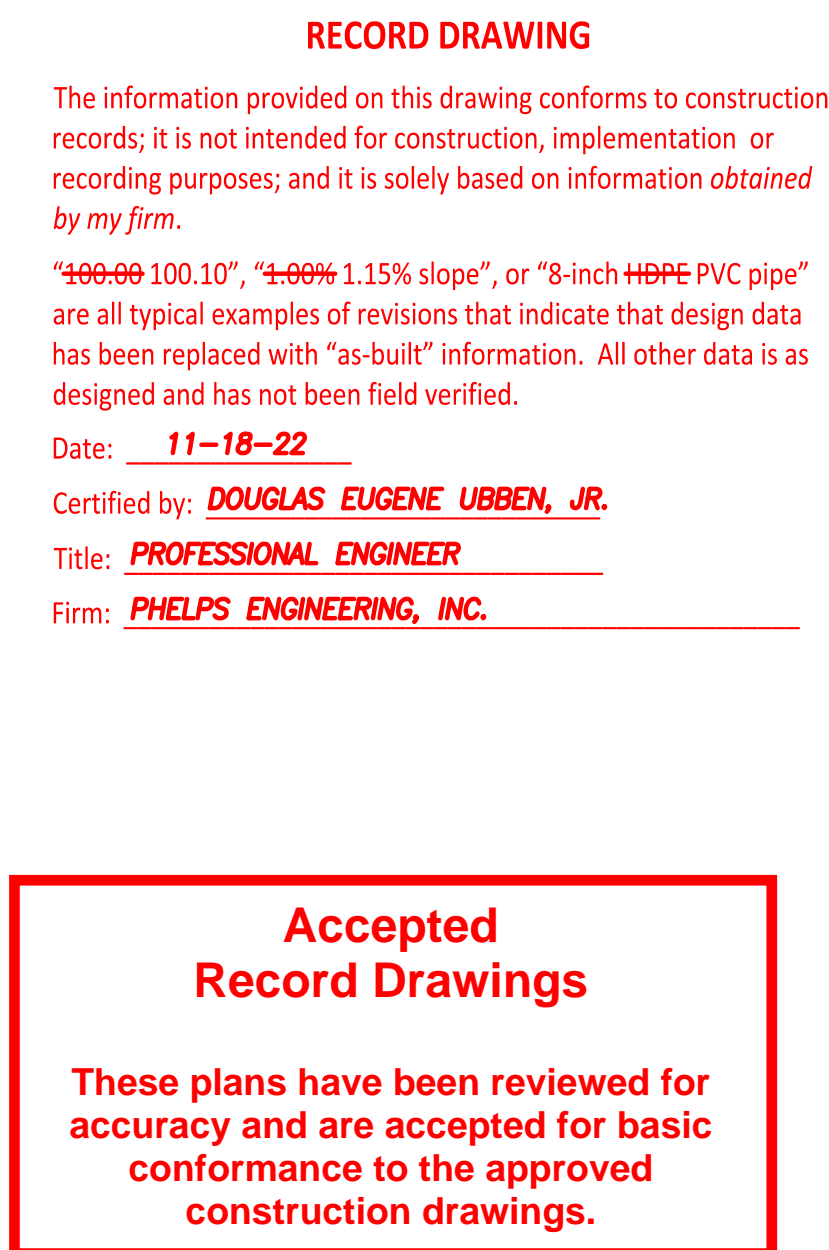 RECORD DRAWING
The information provided on this drawing conforms to construction
records; it is not intended for construction, implementation or
recording purposes; and it is solely based on information obtained
by my firm.
“100.00 100.10”, “1.00% 1.15% slope”, or “8-inch HDPE PVC pipe”
are all typical examples of revisions that indicate that design data
has been replaced with “as-built” information. All other data is as
designed and has not been field verified.
Date: 11-18-22
Certified by: DOUGLAS EUGENE UBBEN, JR.
Title: PROFESSIONAL ENGINEER
Firm: PHELPS ENGINEERING, INC.
Accepted
Record Drawings
These plans have been reviewed for
accuracy and are accepted for basic
conformance to the approved
construction drawings.